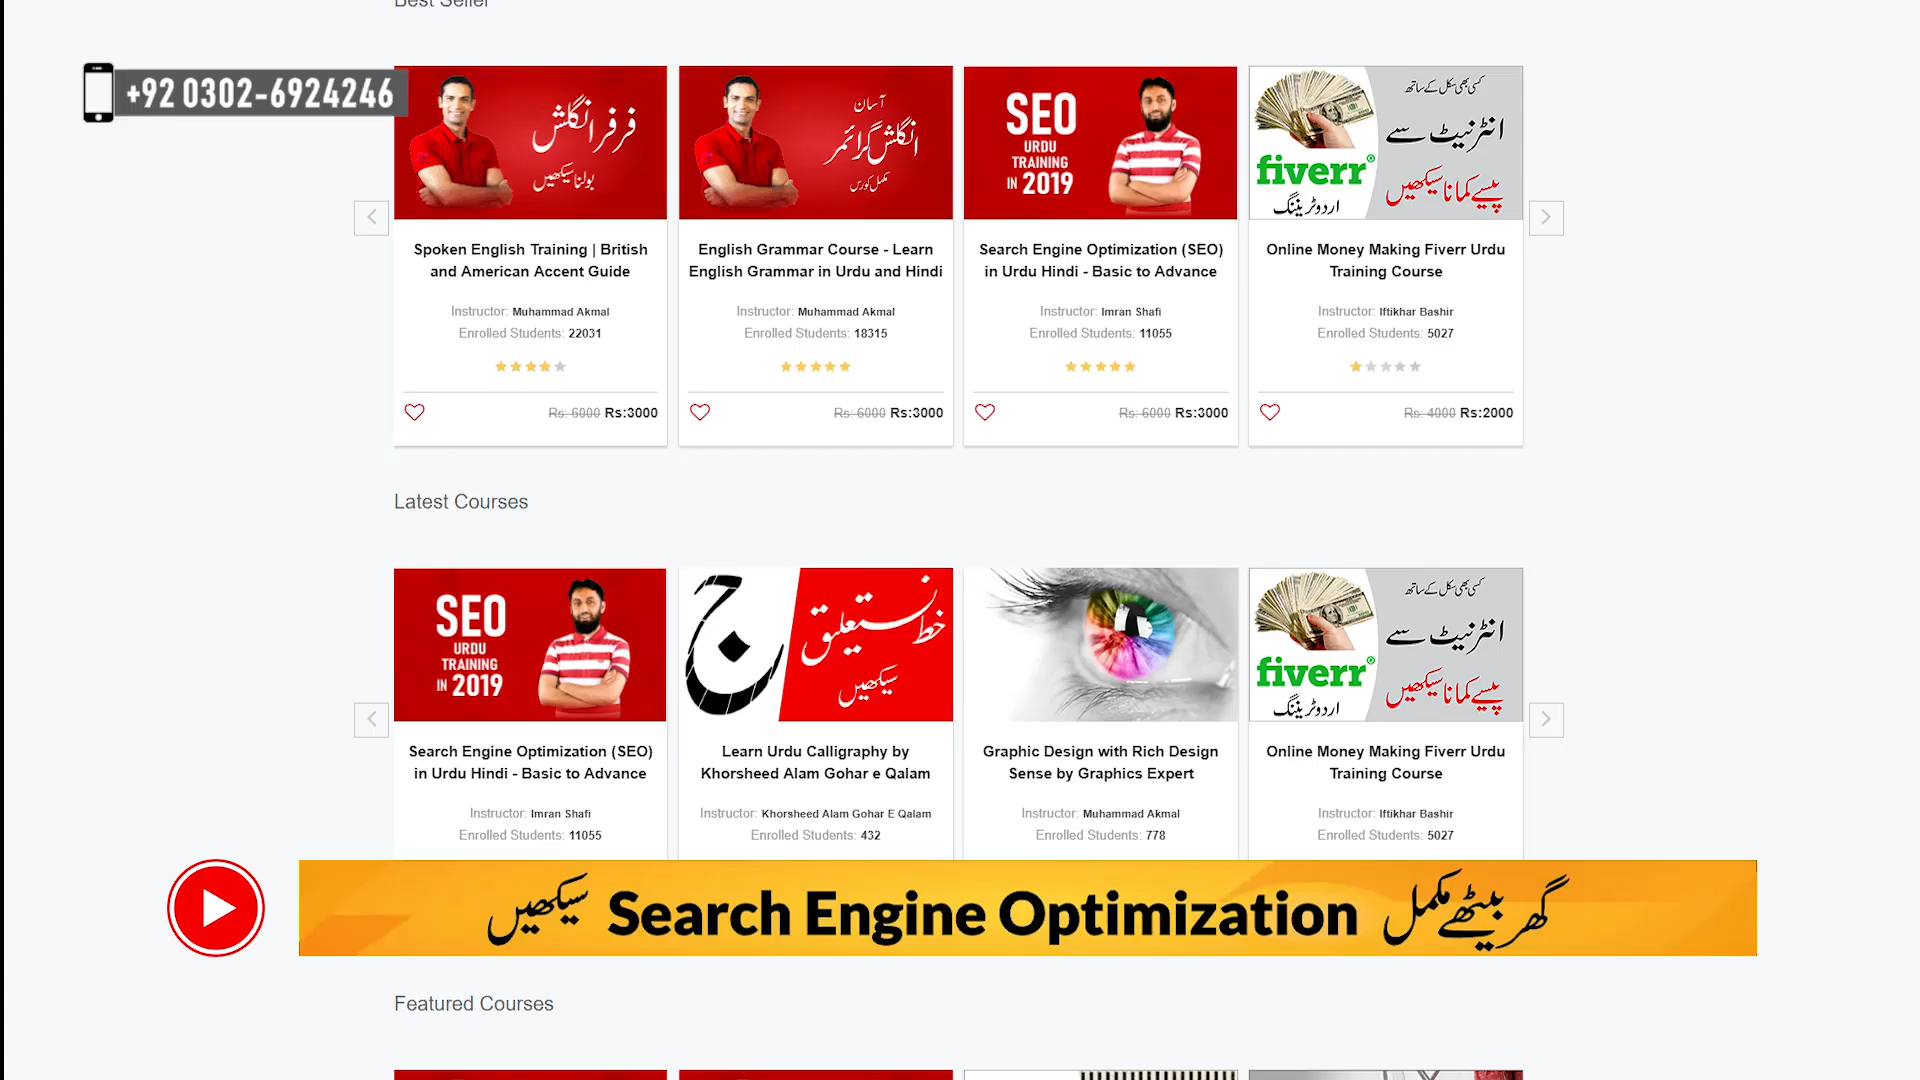 Best Seller
+92 0302-6924246
فرفر انگلش
بولنا سیکھیں
آسان
انگلش گرائمر
مکمل کورس
SEO
URDU
TRAINING
IN 2019
کسی بھی سکل کے ساتھ
انٹرنیٹ سے
پیسے کمانا سیکھیں
fiverr®
اردو ٹریننگ
Spoken English Training | British
and American Accent Guide
Instructor: Muhammad Akmal
Enrolled Students: 22031
Rs: 6000 Rs:3000
English Grammar Course - Learn
English Grammar in Urdu and Hindi
Instructor: Muhammad Akmal
Enrolled Students: 18315
Rs: 6000 Rs:3000
Search Engine Optimization (SEO)
in Urdu Hindi - Basic to Advance
Instructor: Imran Shafi
Enrolled Students: 11055
Rs: 6000 Rs:3000
Online Money Making Fiverr Urdu
Training Course
Instructor: Iftikhar Bashir
Enrolled Students: 5027
Rs: 4000 Rs:2000
Latest Courses
SEO
URDU
TRAINING
IN 2019
ج
خط نستعلیق
سیکھیں
کسی بھی سکل کے ساتھ
انٹرنیٹ سے
پیسے کمانا سیکھیں
fiverr®
اردو ٹریننگ
Search Engine Optimization (SEO)
in Urdu Hindi - Basic to Advance
Instructor: Imran Shafi
Enrolled Students: 11055
Learn Urdu Calligraphy by
Khorsheed Alam Gohar e Qalam
Instructor: Khorsheed Alam Gohar E Qalam
Enrolled Students: 432
Graphic Design with Rich Design
Sense by Graphics Expert
Instructor: Muhammad Akmal
Enrolled Students: 778
Online Money Making Fiverr Urdu
Training Course
Instructor: Iftikhar Bashir
Enrolled Students: 5027
گھر بیٹھے مکمل Search Engine Optimization سیکھیں
Featured Courses